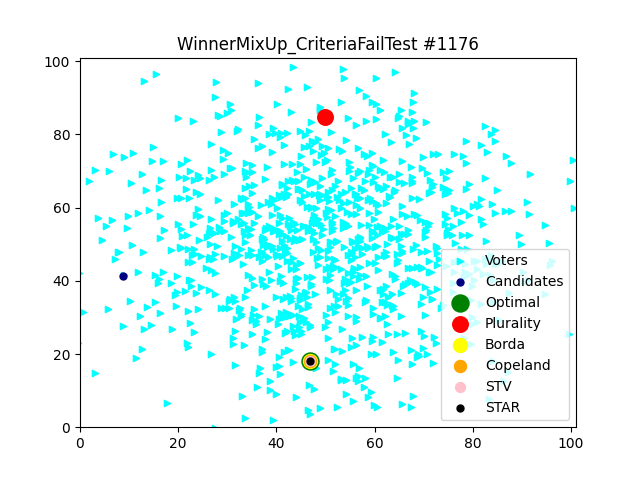 WinnerMixUp_CriteriaFailTest #1176
100
80
60
40
20
0
0
20
40
60
80
100
Voters
Candidates
Optimal
Plurality
Borda
Copeland
STV
STAR